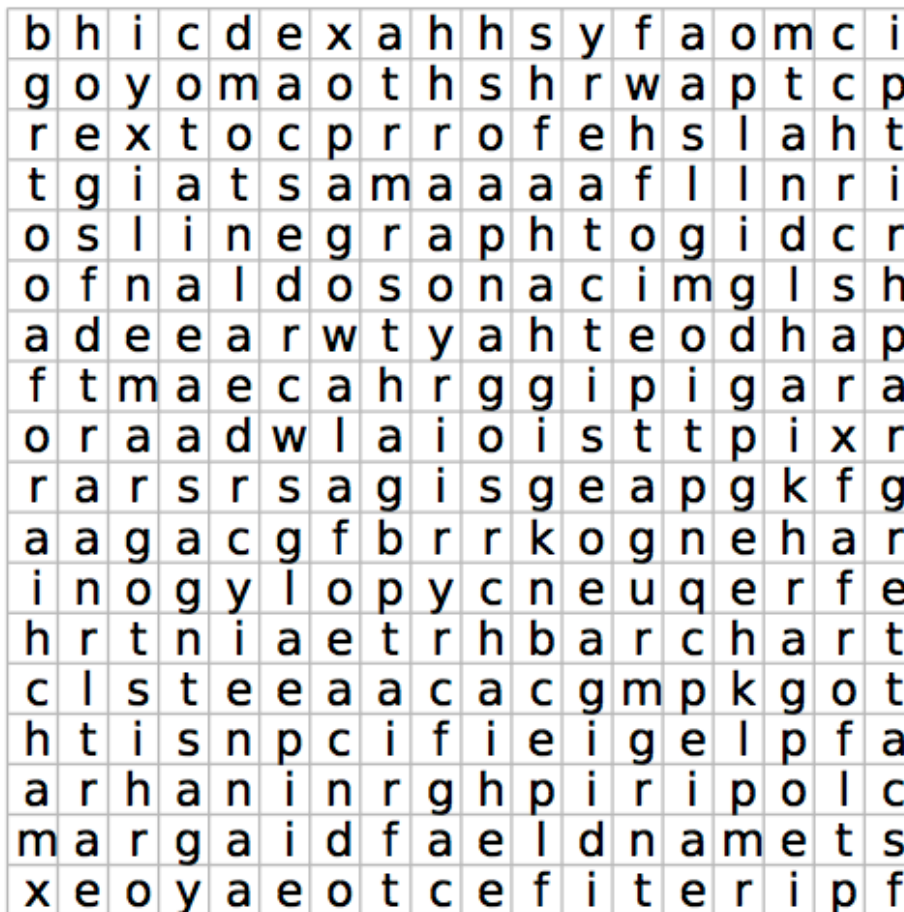 b h i c d e x a h h s y f a o m c i
g o y o m a o t h s h r w a p t c p
r e x t o c p r r o f e h s l a h t
t g i a t s a m a a a a f l l n r i
o s l i n e g r a p h t o g i d c r
o f n a l d o s o n a c i m g l s h
a d e e a r w t y a h t e o d h a p
f t m a e c a h r g g i p i g a r a
o r a a d w l a i o i s t t p i x r
r a r s r s a g i s g e a p g k f g
a a g a c g f b r r k o g n e h a r
i n o g y l o p y c n e u q e r f e
h r t n i a e t r h b a r c h a r t
c l s t e e a a c a c g m p k g o t
h t i s n p c i f i e i g e l p f a
a r h a n i n r g h p i r i p o l c
m a r g a i d f a e l d n a m e t s
x e o y a e o t c e f i t e r i p f